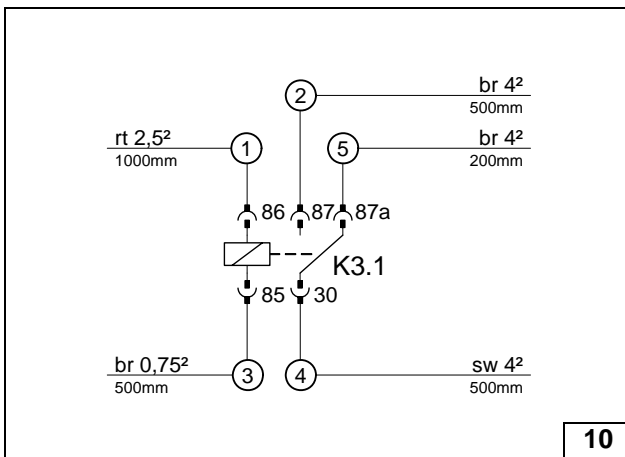 2
br 4²
500mm
rt 2,5²
1000mm
1
5
br 4²
200mm
86
87
87a
K3.1
85
30
br 0,75²
500mm
3
4
sw 4²
500mm
10